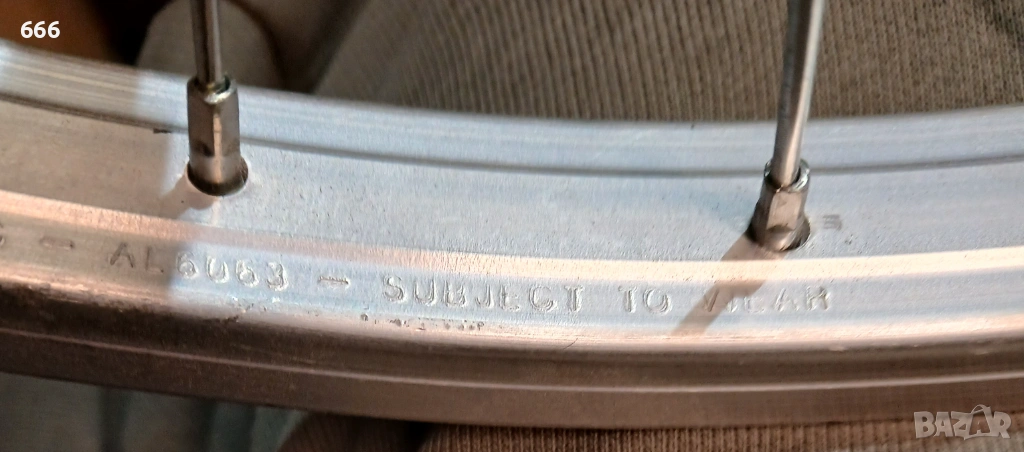 666
- AL6063 - SUBJECT TO WEAR
BAZAR